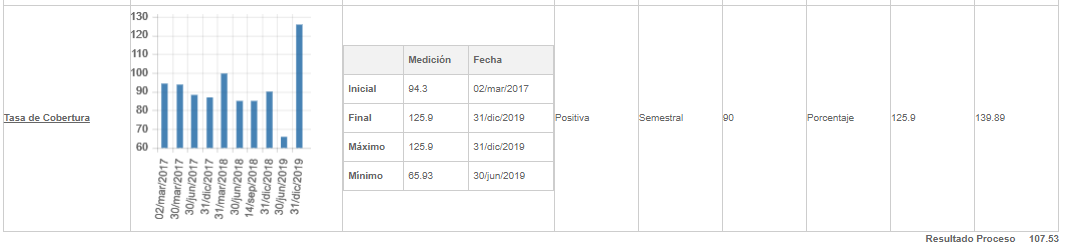 Tasa de Cobertura
130
120
110
100
90
80
70
60
02/mar/2017
30/mar/2017
30/jun/2017
31/dic/2017
31/mar/2018
30/jun/2018
14/sep/2018
31/dic/2018
30/jun/2019
31/dic/2019
Medición Fecha
Inicial 94.3 02/mar/2017
Final 125.9 31/dic/2019
Máximo 125.9 31/dic/2019
Mínimo 65.93 30/jun/2019
Positiva
Semestral
90
Porcentaje
125.9
139.89
Resultado Proceso 107.53